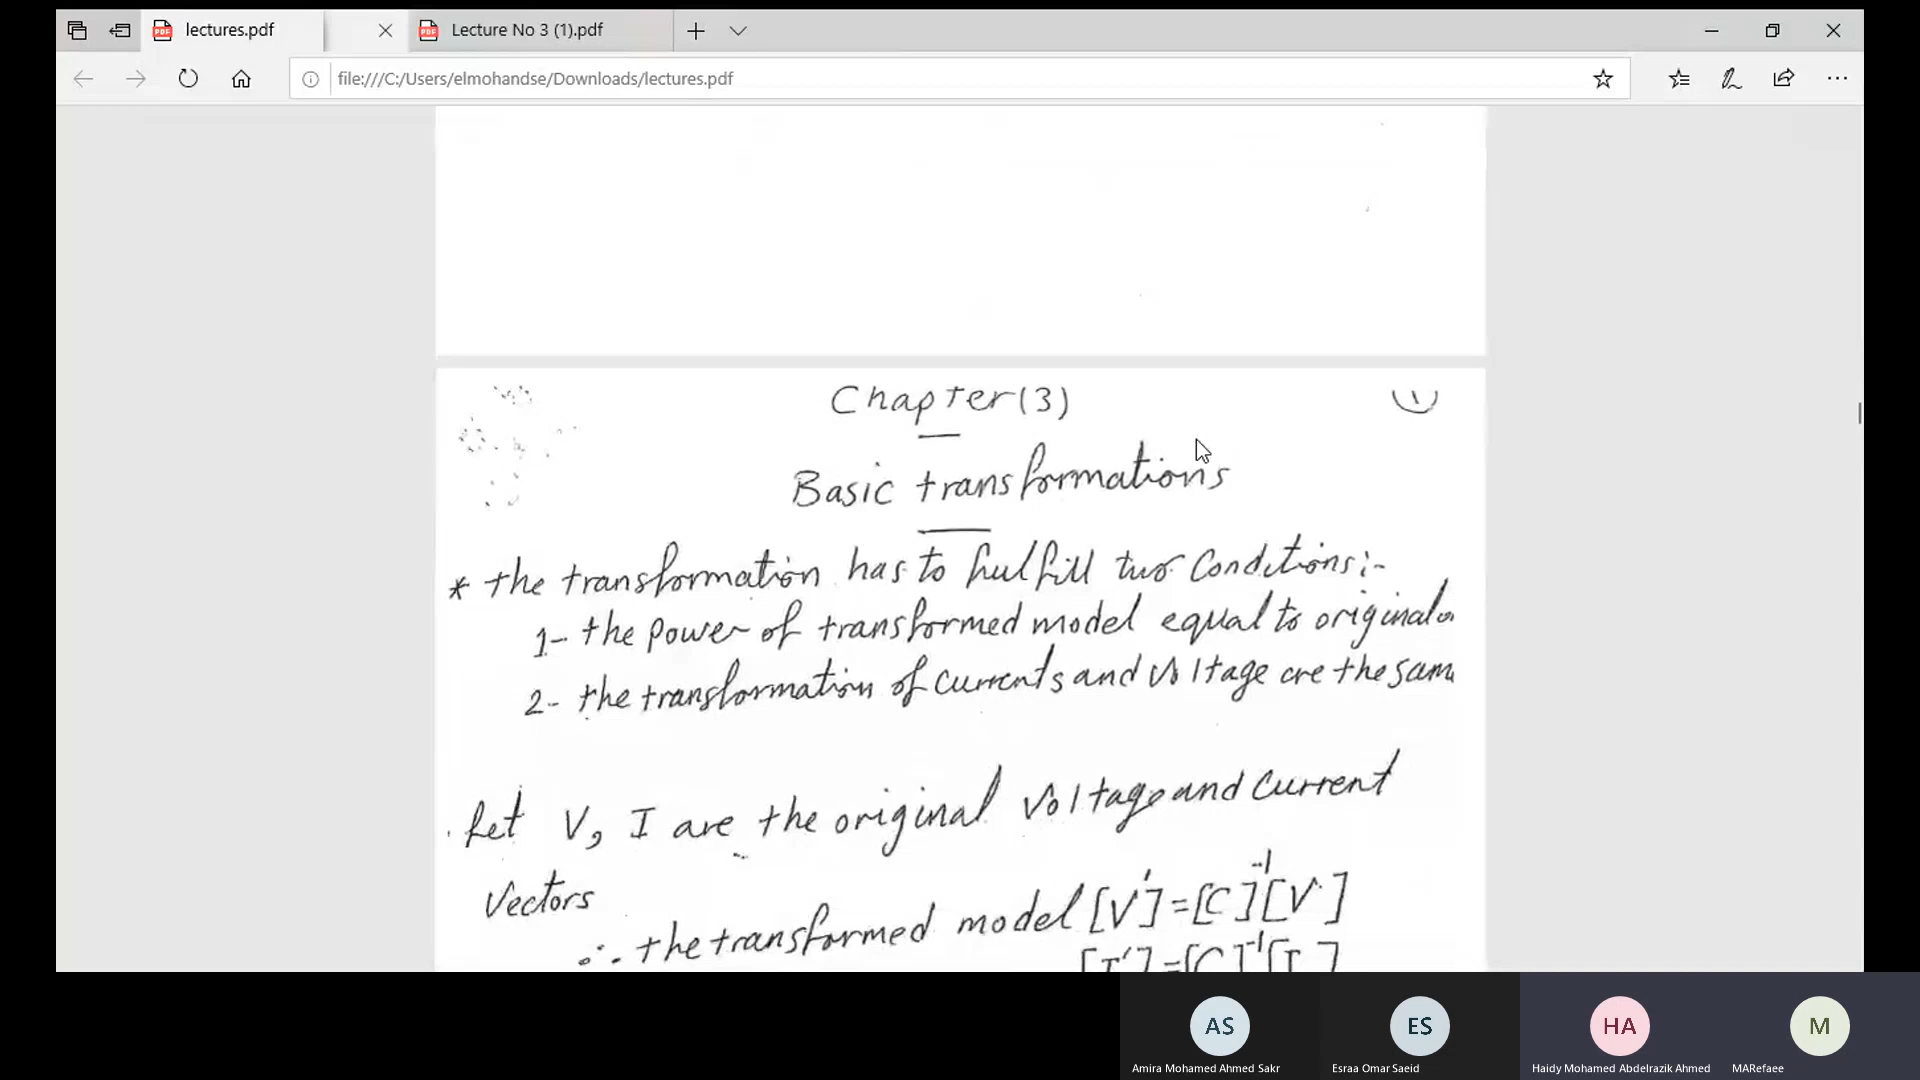 lectures.pdf
Lecture No 3 (1).pdf
file:///C:/Users/elmohandse/Downloads/lectures.pdf
Chapter(3)
Basic transformations
* the transformation has to fulfill two Conditions:-
1- the power of transformed model equal to original
2- the transformation of currents and voltage are the same
Let V, I are the original Voltage and Current
Vectors
∴ the transformed model [V']=[C]⁻¹[V]
[I']=[C]⁻¹[I]
AS
ES
HA
M
Amira Mohamed Ahmed Sakr
Esraa Omar Saeid
Haidy Mohamed Abdelrazik Ahmed
MARefaee